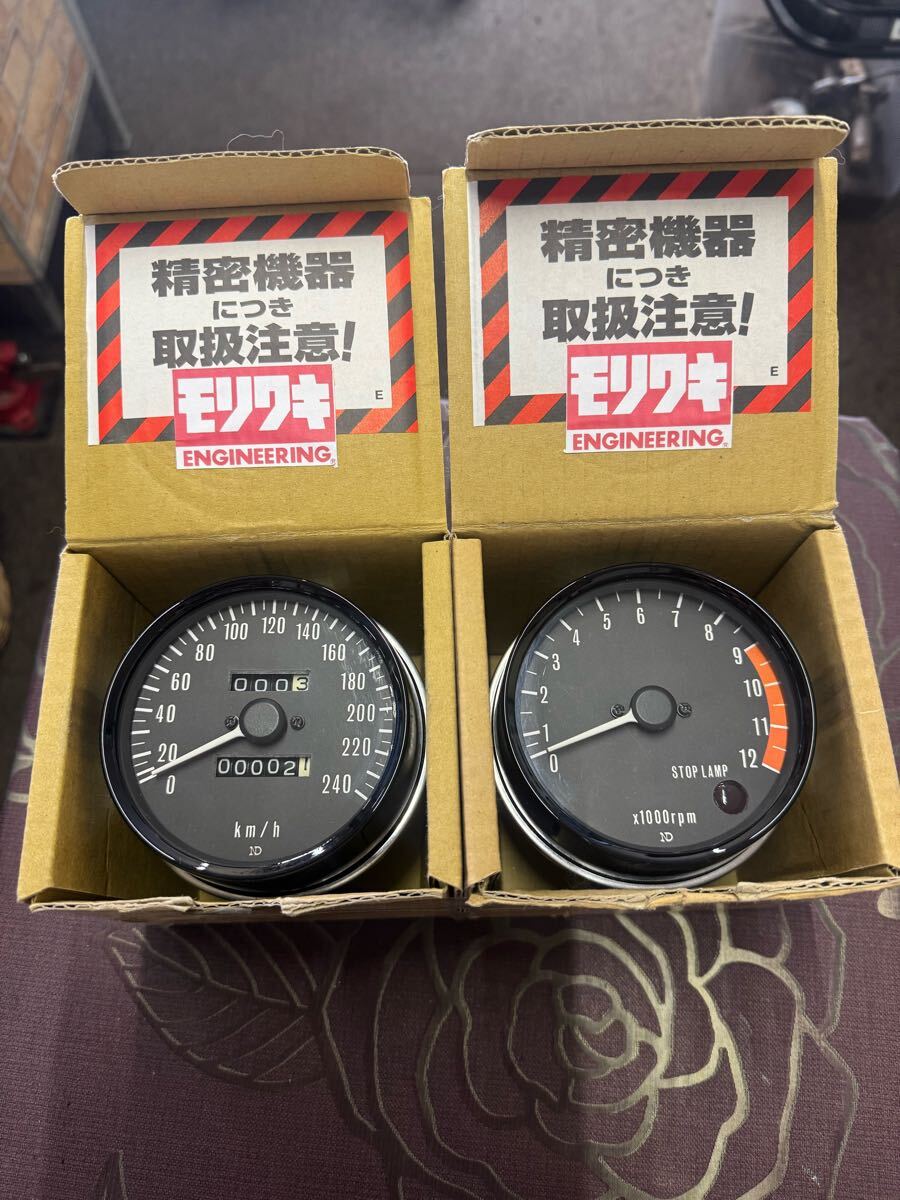 精密機器
につき
取扱注意!
E
モリワキ
ENGINEERING
精密機器
につき
取扱注意!
E
モリワキ
ENGINEERING
0 20 40 60 80 100 120 140 160 180 200 220 240
0003
00002
km/h
ND
0 1 2 3 4 5 6 7 8 9 10 11 12
STOP LAMP
x1000rpm
ND